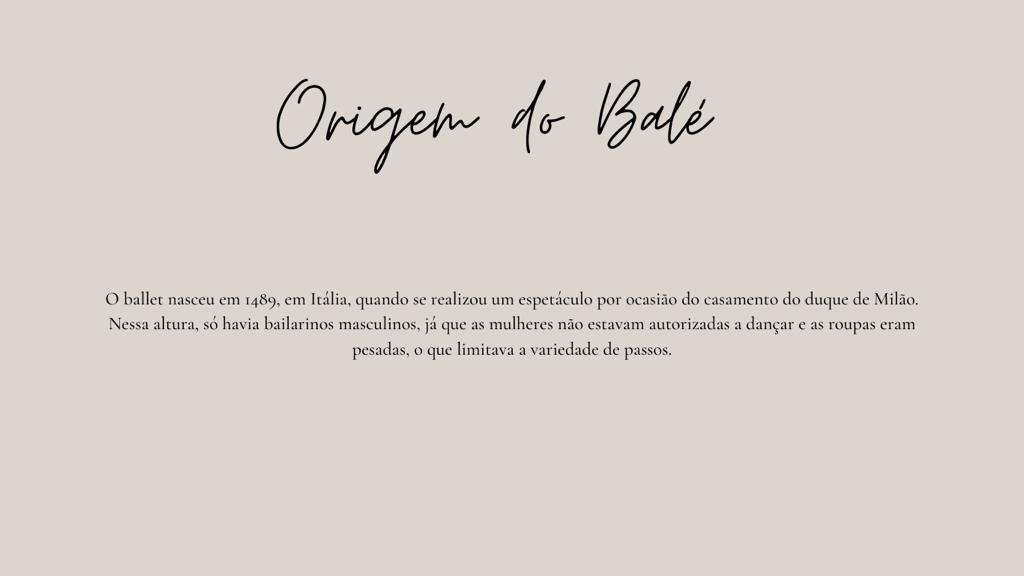 Origem do Balé
O ballet nasceu em 1489, em Itália, quando se realizou um espetáculo por ocasião do casamento do duque de Milão.
Nessa altura, só havia bailarinos masculinos, já que as mulheres não estavam autorizadas a dançar e as roupas eram
pesadas, o que limitava a variedade de passos.